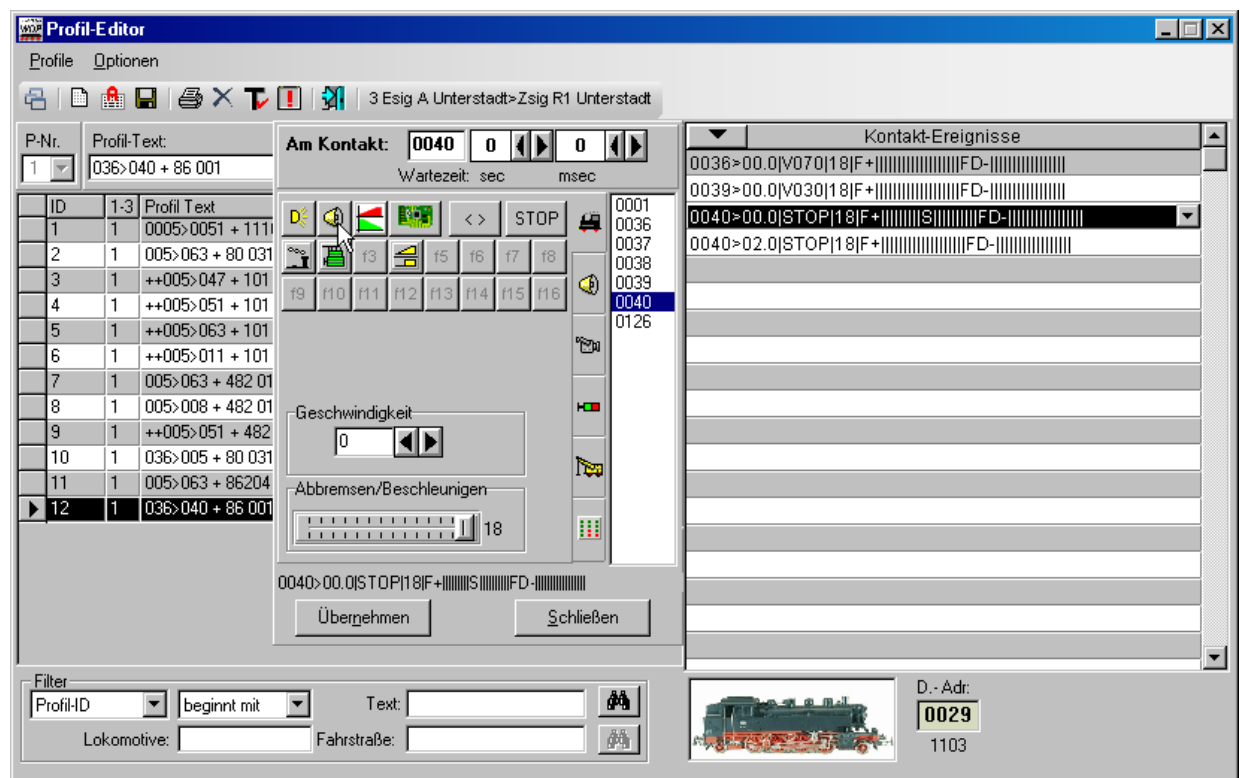 Profil-Editor
Profile Optionen
3 Esig A Unterstadt>Zsig R1 Unterstadt
P-Nr. Profil-Text:
1 036>040 + 86 001
ID 1-3 Profil Text
1 1 0005>0051 + 111
2 1 005>063 + 80 031
3 1 ++005>047 + 101
4 1 ++005>051 + 101
5 1 ++005>063 + 101
6 1 ++005>011 + 101
7 1 005>063 + 482 01
8 1 005>008 + 482 01
9 1 ++005>051 + 482
10 1 036>005 + 80 031
11 1 005>063 + 86204
12 1 036>040 + 86 001
Am Kontakt: 0040 0 0
Wartezeit: sec msec
<> STOP
f3 f5 f6 f7 f8
f9 f10 f11 f12 f13 f14 f15 f16
0001
0036
0037
0038
0039
0040
0126
Geschwindigkeit
0
Abbremsen/Beschleunigen
18
0040>00.0|STOP|18|F+|||||||||S||||||||||FD-||||||||||||||||
Übernehmen Schließen
Kontakt-Ereignisse
0036>00.0|V070|18|F+|||||||||||||||||||FD-||||||||||||||||
0039>00.0|V030|18|F+|||||||||||||||||||FD-||||||||||||||||
0040>00.0|STOP|18|F+|||||||||S||||||||||FD-||||||||||||||||
0040>02.0|STOP|18|F+|||||||||||||||||||FD-||||||||||||||||
Filter
Profil-ID beginnt mit Text:
Lokomotive: Fahrstraße:
D.- Adr:
0029
1103